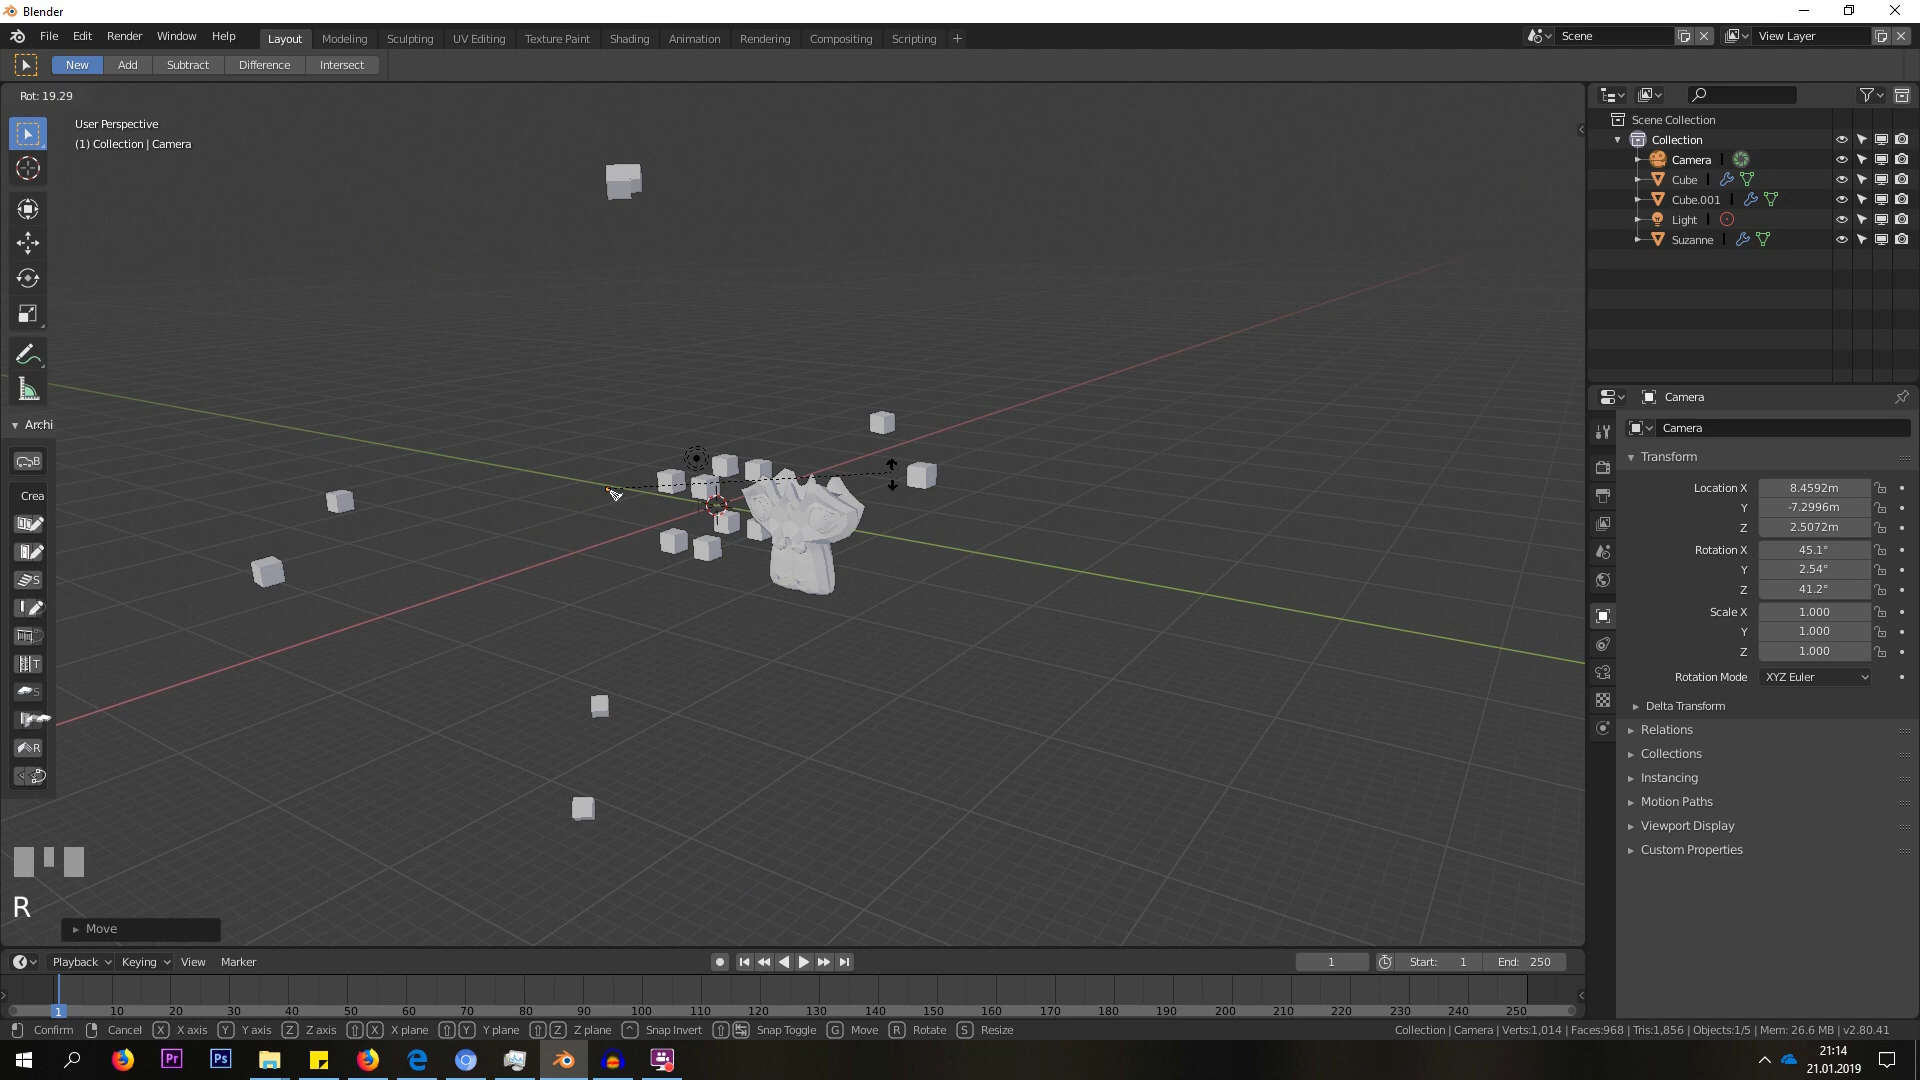 Blender
File Edit Render Window Help Layout Modeling Sculpting UV Editing Texture Paint Shading Animation Rendering Compositing Scripting + Scene View Layer
New Add Subtract Difference Intersect
Rot: 19.29
User Perspective
(1) Collection | Camera
Scene Collection
Collection
Camera
Cube
Cube.001
Light
Suzanne
Camera
Camera
Transform
Location X 8.4592m
Y -7.2996m
Z 2.5072m
Rotation X 45.1°
Y 2.54°
Z 41.2°
Scale X 1.000
Y 1.000
Z 1.000
Rotation Mode XYZ Euler
Delta Transform
Relations
Collections
Instancing
Motion Paths
Viewport Display
Custom Properties
Archi
B
Crea
S
T
S
R
R
Move
Playback Keying View Marker 1 Start: 1 End: 250
1 10 20 30 40 50 60 70 80 90 100 110 120 130 140 150 160 170 180 190 200 210 220 230 240 250
Confirm Cancel X X axis Y Y axis Z Z axis X X plane Y Y plane Z Z plane ^ Snap Invert Snap Toggle G Move R Rotate S Resize Collection | Camera | Verts:1,014 | Faces:968 | Tris:1,856 | Objects:1/5 | Mem: 26.6 MB | v2.80.41
Pr Ps
21:14
21.01.2019